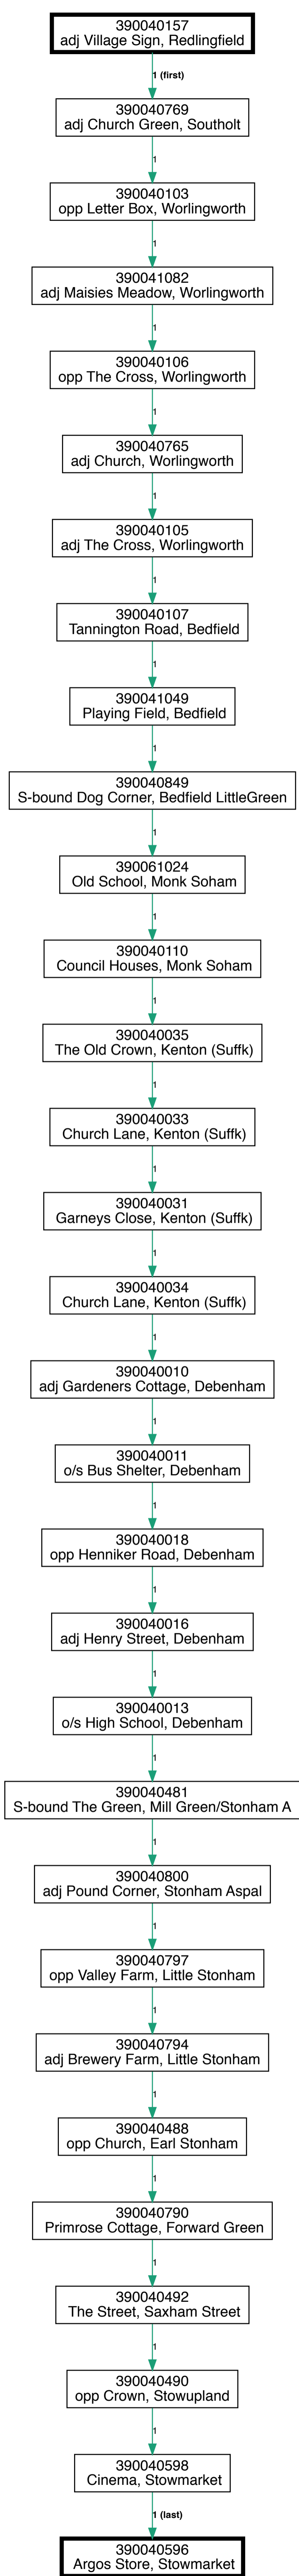 390040157
adj Village Sign, Redlingfield
1 (first)
390040769
adj Church Green, Southolt
1
390040103
opp Letter Box, Worlingworth
1
390041082
adj Maisies Meadow, Worlingworth
1
390040106
opp The Cross, Worlingworth
1
390040765
adj Church, Worlingworth
1
390040105
adj The Cross, Worlingworth
1
390040107
Tannington Road, Bedfield
1
390041049
Playing Field, Bedfield
1
390040849
S-bound Dog Corner, Bedfield LittleGreen
1
390061024
Old School, Monk Soham
1
390040110
Council Houses, Monk Soham
1
390040035
The Old Crown, Kenton (Suffk)
1
390040033
Church Lane, Kenton (Suffk)
1
390040031
Garneys Close, Kenton (Suffk)
1
390040034
Church Lane, Kenton (Suffk)
1
390040010
adj Gardeners Cottage, Debenham
1
390040011
o/s Bus Shelter, Debenham
1
390040018
opp Henniker Road, Debenham
1
390040016
adj Henry Street, Debenham
1
390040013
o/s High School, Debenham
1
390040481
S-bound The Green, Mill Green/Stonham A
1
390040800
adj Pound Corner, Stonham Aspal
1
390040797
opp Valley Farm, Little Stonham
1
390040794
adj Brewery Farm, Little Stonham
1
390040488
opp Church, Earl Stonham
1
390040790
Primrose Cottage, Forward Green
1
390040492
The Street, Saxham Street
1
390040490
opp Crown, Stowupland
1
390040598
Cinema, Stowmarket
1 (last)
390040596
Argos Store, Stowmarket